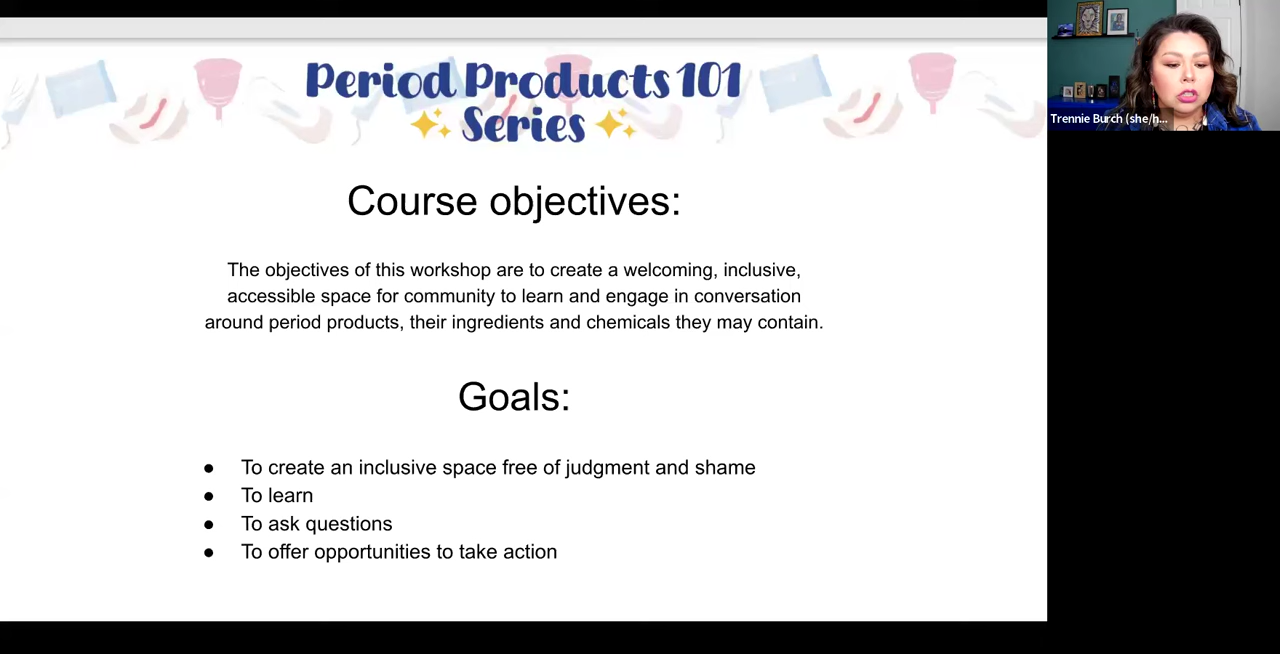 Period Products 101
Series
Course objectives:
The objectives of this workshop are to create a welcoming, inclusive,
accessible space for community to learn and engage in conversation
around period products, their ingredients and chemicals they may contain.
Goals:
● To create an inclusive space free of judgment and shame
● To learn
● To ask questions
● To offer opportunities to take action
Trennie Burch (she/h...